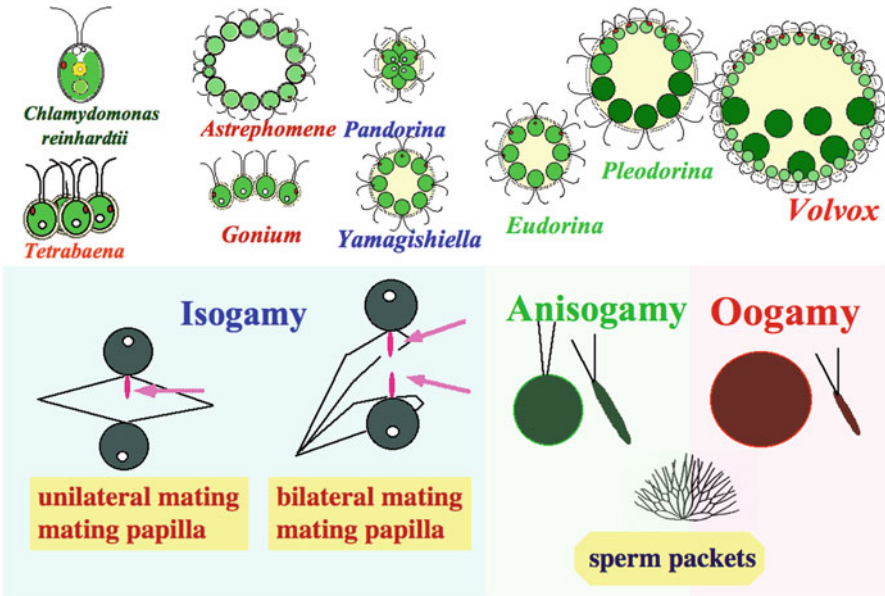 Chlamydomonas
reinhardtii
Astrephomene
Pandorina
Tetrabaena
Gonium
Yamagishiella
Eudorina
Pleodorina
Volvox
Isogamy
Anisogamy
Oogamy
unilateral mating
mating papilla
bilateral mating
mating papilla
sperm packets